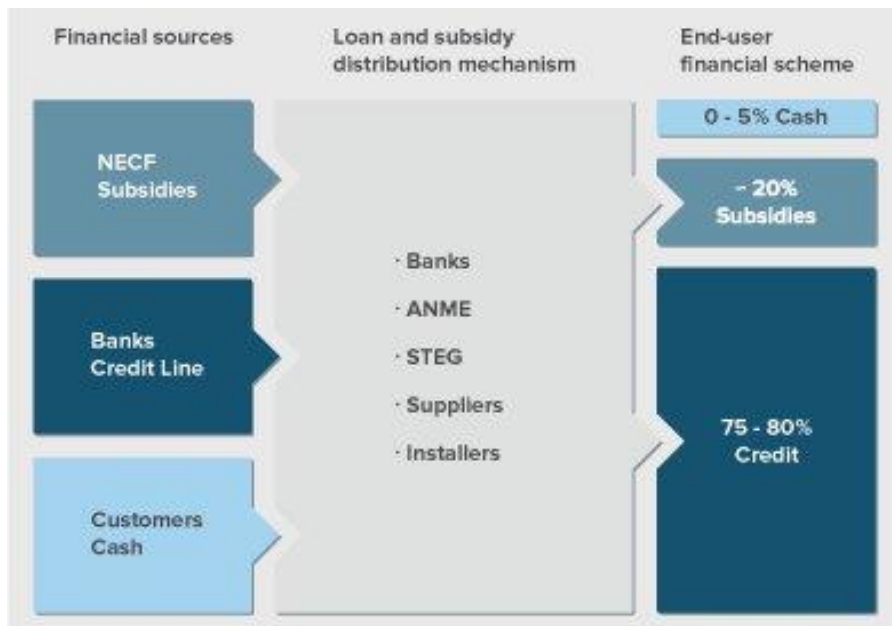 Financial sources
Loan and subsidy
distribution mechanism
End-user
financial scheme
NECF
Subsidies
Banks
Credit Line
Customers
Cash
· Banks
· ANME
· STEG
· Suppliers
· Installers
0 - 5% Cash
~ 20%
Subsidies
75 - 80%
Credit